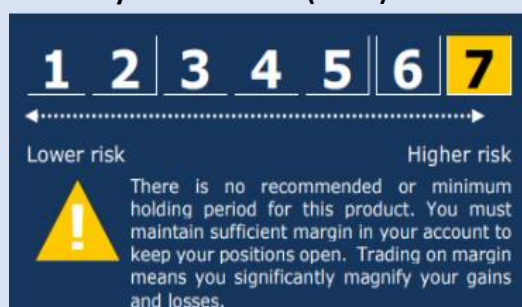 1 2 3 4 5 6 7
Lower risk Higher risk
There is no recommended or minimum
holding period for this product. You must
maintain sufficient margin in your account to
keep your positions open. Trading on margin
means you significantly magnify your gains
and losses.